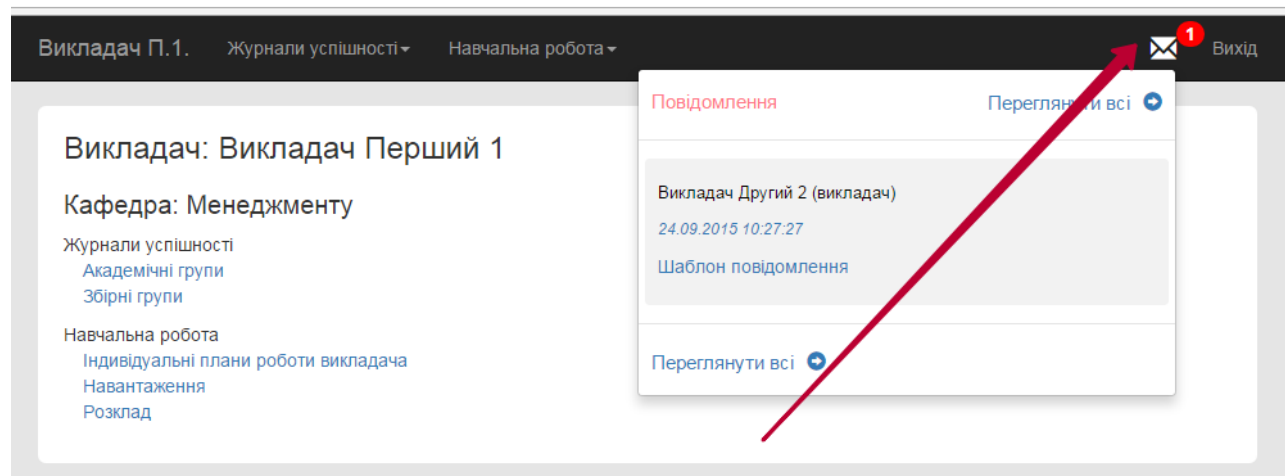 Викладач П.1. Журнали успішності Навчальна робота 1 Вихід
Повідомлення Переглянути всі
Викладач: Викладач Перший 1
Кафедра: Менеджменту
Журнали успішності
Академічні групи
Збірні групи
Навчальна робота
Індивідуальні плани роботи викладача
Навантаження
Розклад
Викладач Другий 2 (викладач)
24.09.2015 10:27:27
Шаблон повідомлення
Переглянути всі